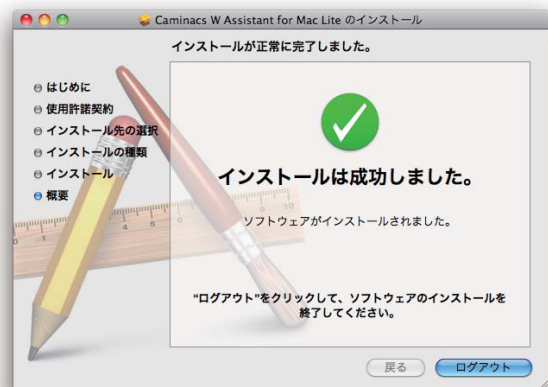 Caminacs W Assistant for Mac Lite のインストール
インストールが正常に完了しました。
はじめに
使用許諾契約
インストール先の選択
インストールの種類
インストール
概要
インストールは成功しました。
ソフトウェアがインストールされました。
“ログアウト”をクリックして、ソフトウェアのインストールを
終了してください。
戻る
ログアウト